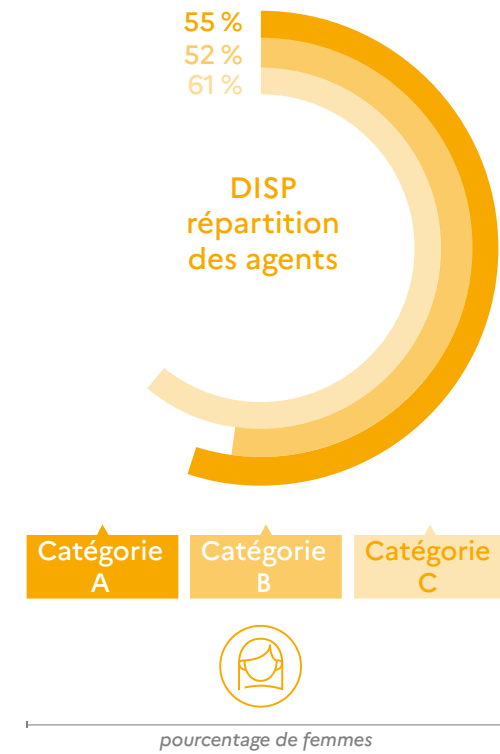 55 %
52 %
61 %
DISP
répartition
des agents
Catégorie
A
Catégorie
B
Catégorie
C
pourcentage de femmes